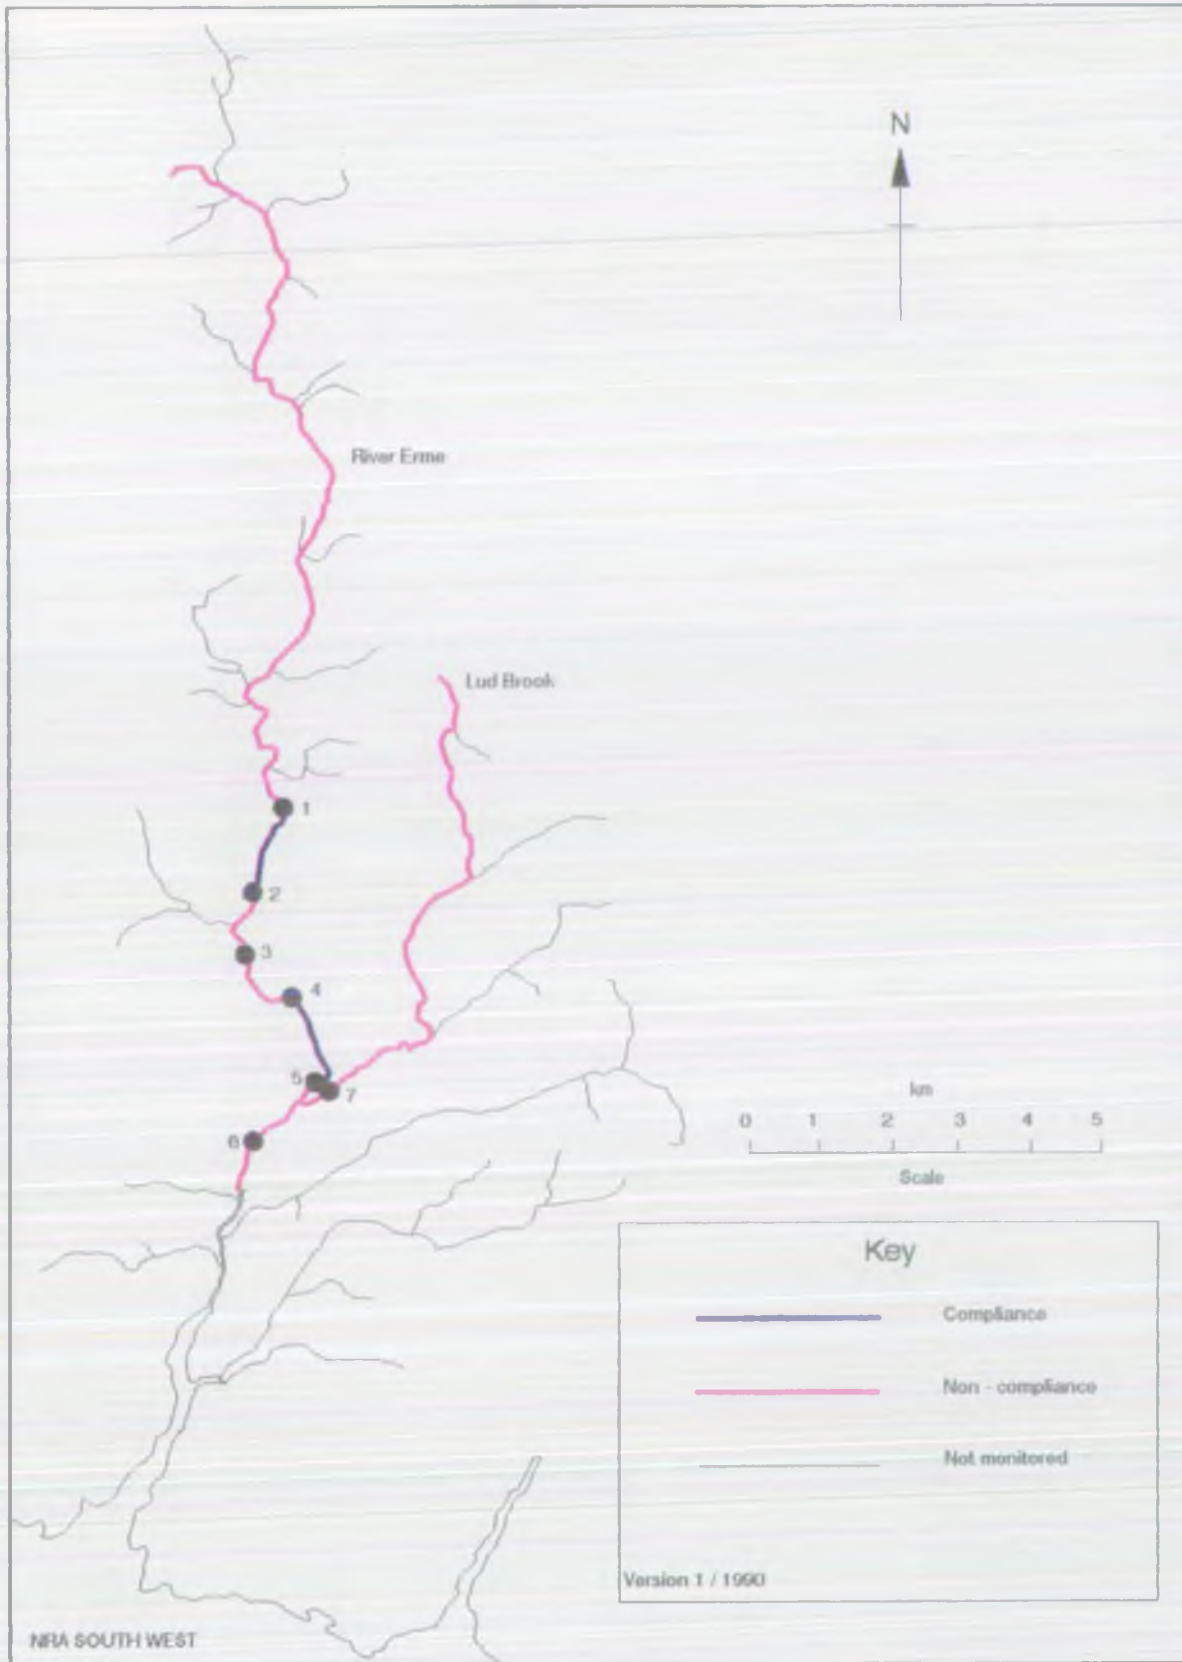 N
River Erme
Lud Brook
1
2
3
4
5
7
6
km
0 1 2 3 4 5
Scale
Key
Compliance
Non - compliance
Not monitored
Version 1 / 1990
NRA SOUTH WEST